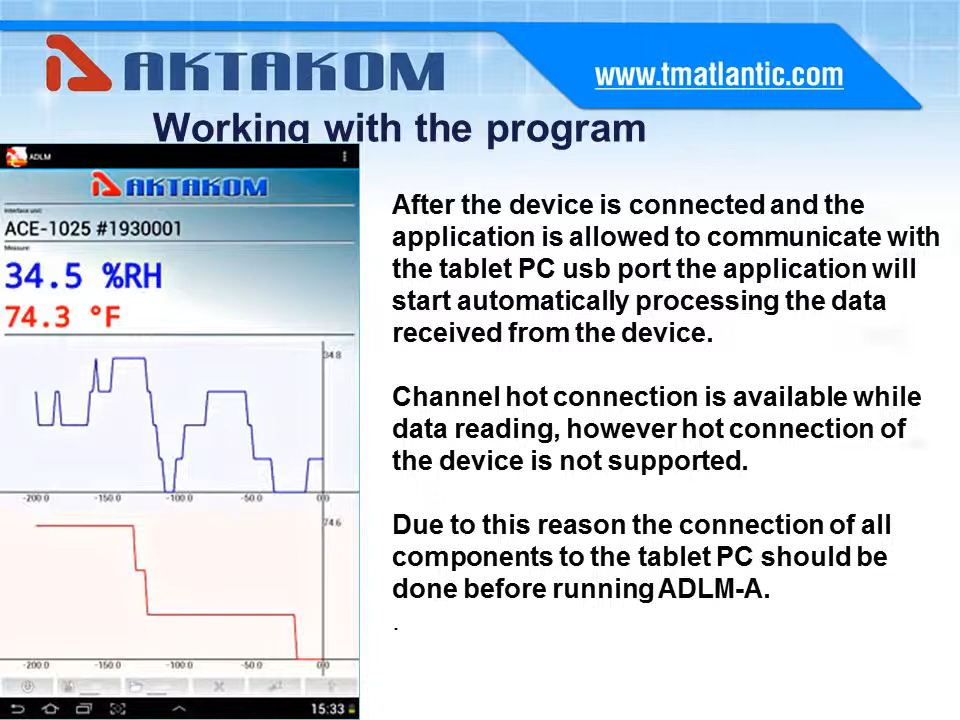 AKTAKOM
www.tmatlantic.com
Working with the program
ADLM
AKTAKOM
Interface unit:
ACE-1025 #1930001
Measure:
34.5 %RH
74.3 °F
34.8
-200.0 -150.0 -100.0 -50.0 0.0
74.6
-200.0 -150.0 -100.0 -50.0 0.0
15:33
After the device is connected and the
application is allowed to communicate with
the tablet PC usb port the application will
start automatically processing the data
received from the device.
Channel hot connection is available while
data reading, however hot connection of
the device is not supported.
Due to this reason the connection of all
components to the tablet PC should be
done before running ADLM-A.
.